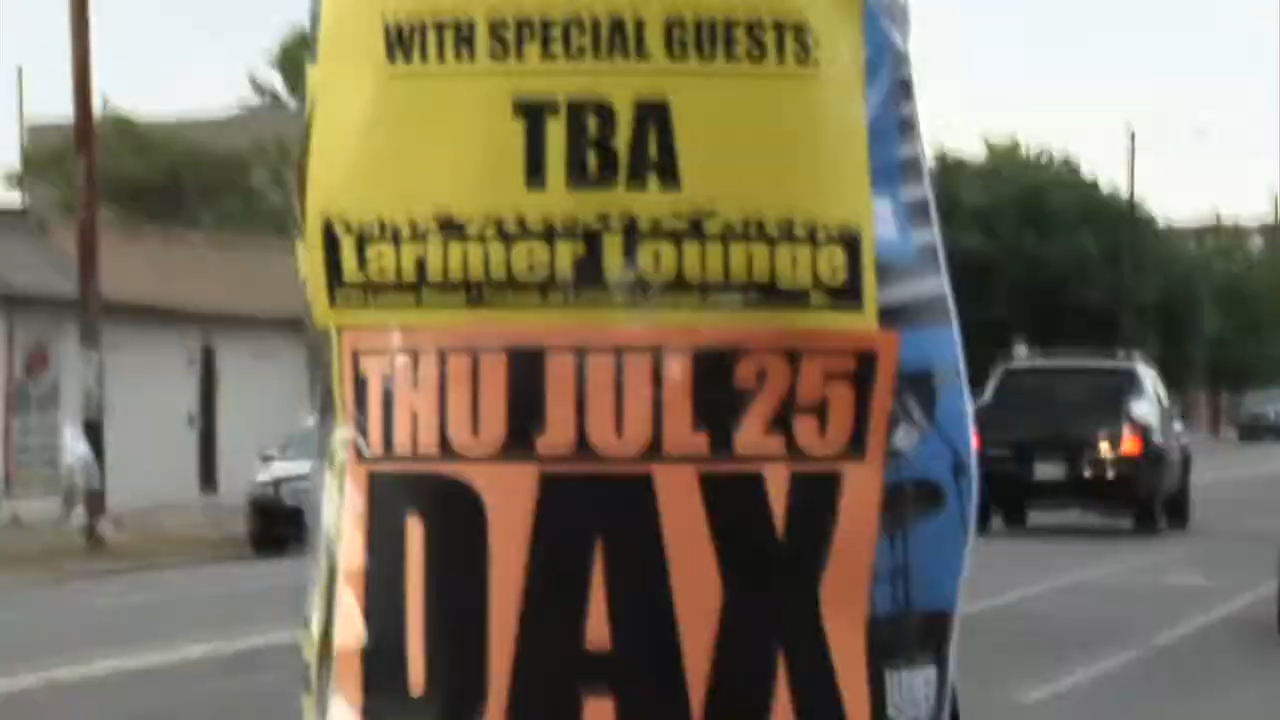 WITH SPECIAL GUESTS:
TBA
Larimer Lounge
THU JUL 25
DAX